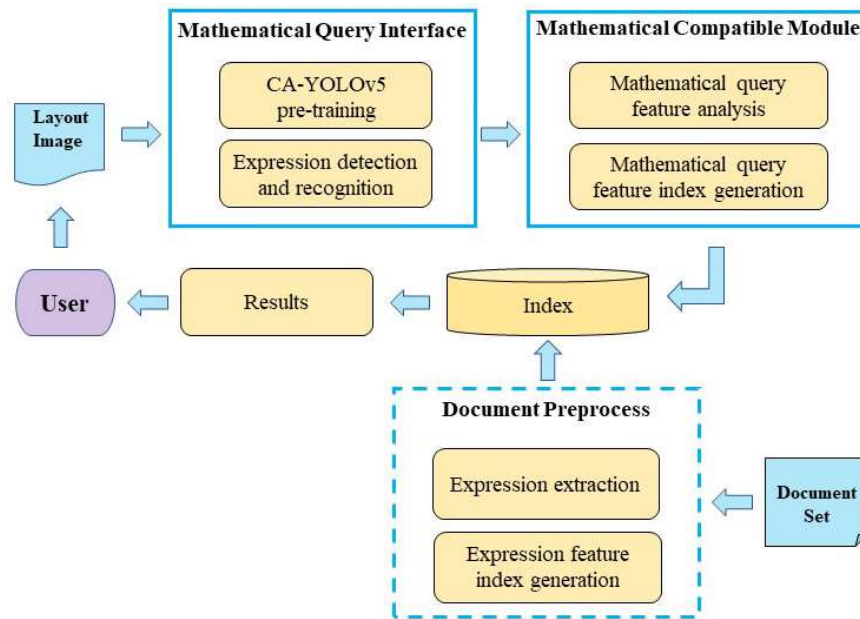 Mathematical Query Interface
CA-YOLOv5
pre-training
Expression detection
and recognition
Mathematical Compatible Module
Mathematical query
feature analysis
Mathematical query
feature index generation
Layout
Image
User
Results
Index
Document Preprocess
Expression extraction
Expression feature
index generation
Document
Set